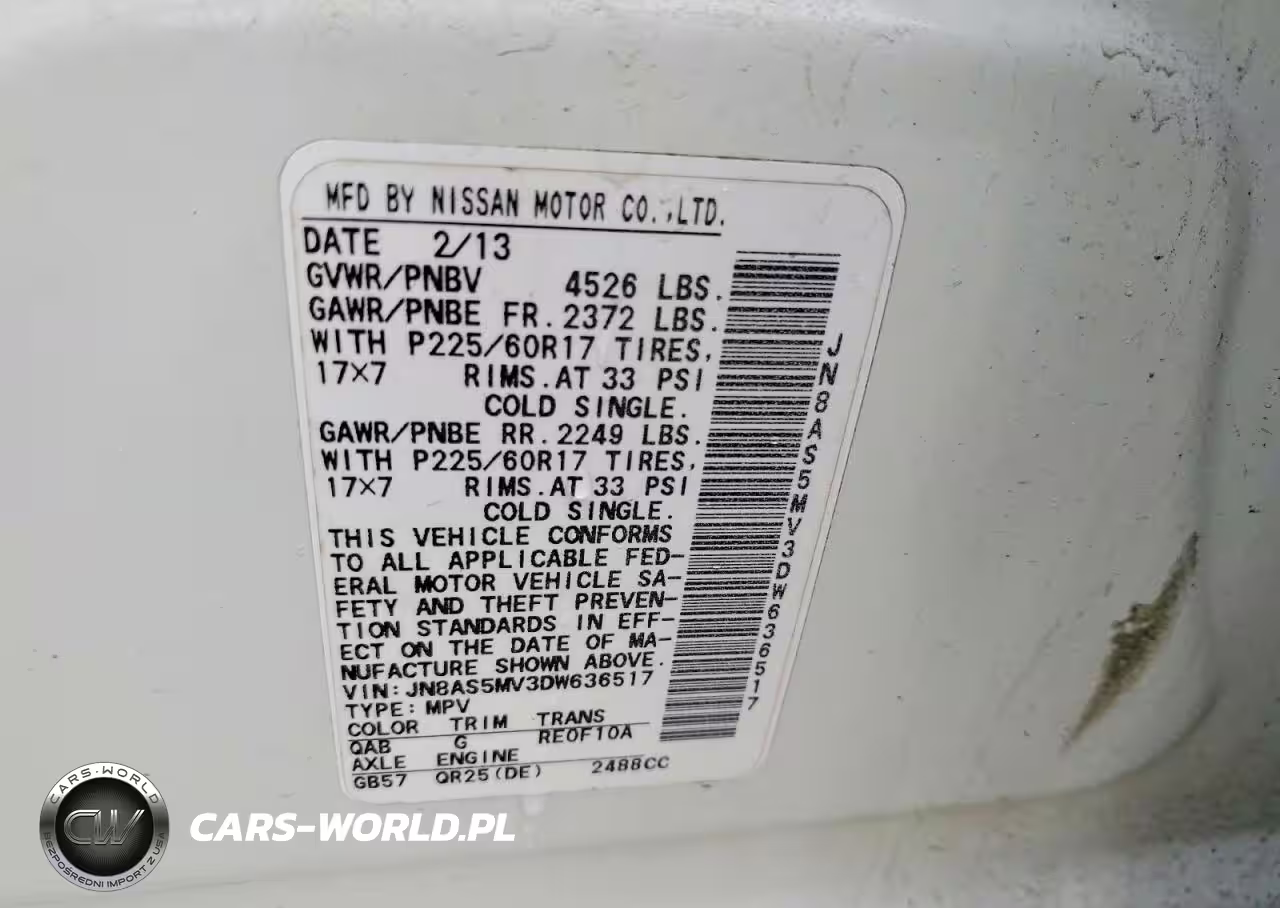 MFD BY NISSAN MOTOR CO.,LTD.
DATE 2/13
GVWR/PNBV 4526 LBS.
GAWR/PNBE FR. 2372 LBS.
WITH P225/60R17 TIRES,
17×7 RIMS.AT 33 PSI
COLD SINGLE.
GAWR/PNBE RR. 2249 LBS.
WITH P225/60R17 TIRES,
17×7 RIMS.AT 33 PSI
COLD SINGLE.
THIS VEHICLE CONFORMS
TO ALL APPLICABLE FED-
ERAL MOTOR VEHICLE SA-
FETY AND THEFT PREVEN-
TION STANDARDS IN EFF-
ECT ON THE DATE OF MA-
NUFACTURE SHOWN ABOVE.
VIN:JN8AS5MV3DW636517
TYPE:MPV
COLOR TRIM TRANS
QAB G RE0F10A
AXLE ENGINE
GB57 QR25(DE) 2488CC
JN8AS5MV3DW636517
CARS-WORLD
CW
BEZPOŚREDNI IMPORT Z USA
CARS-WORLD.PL